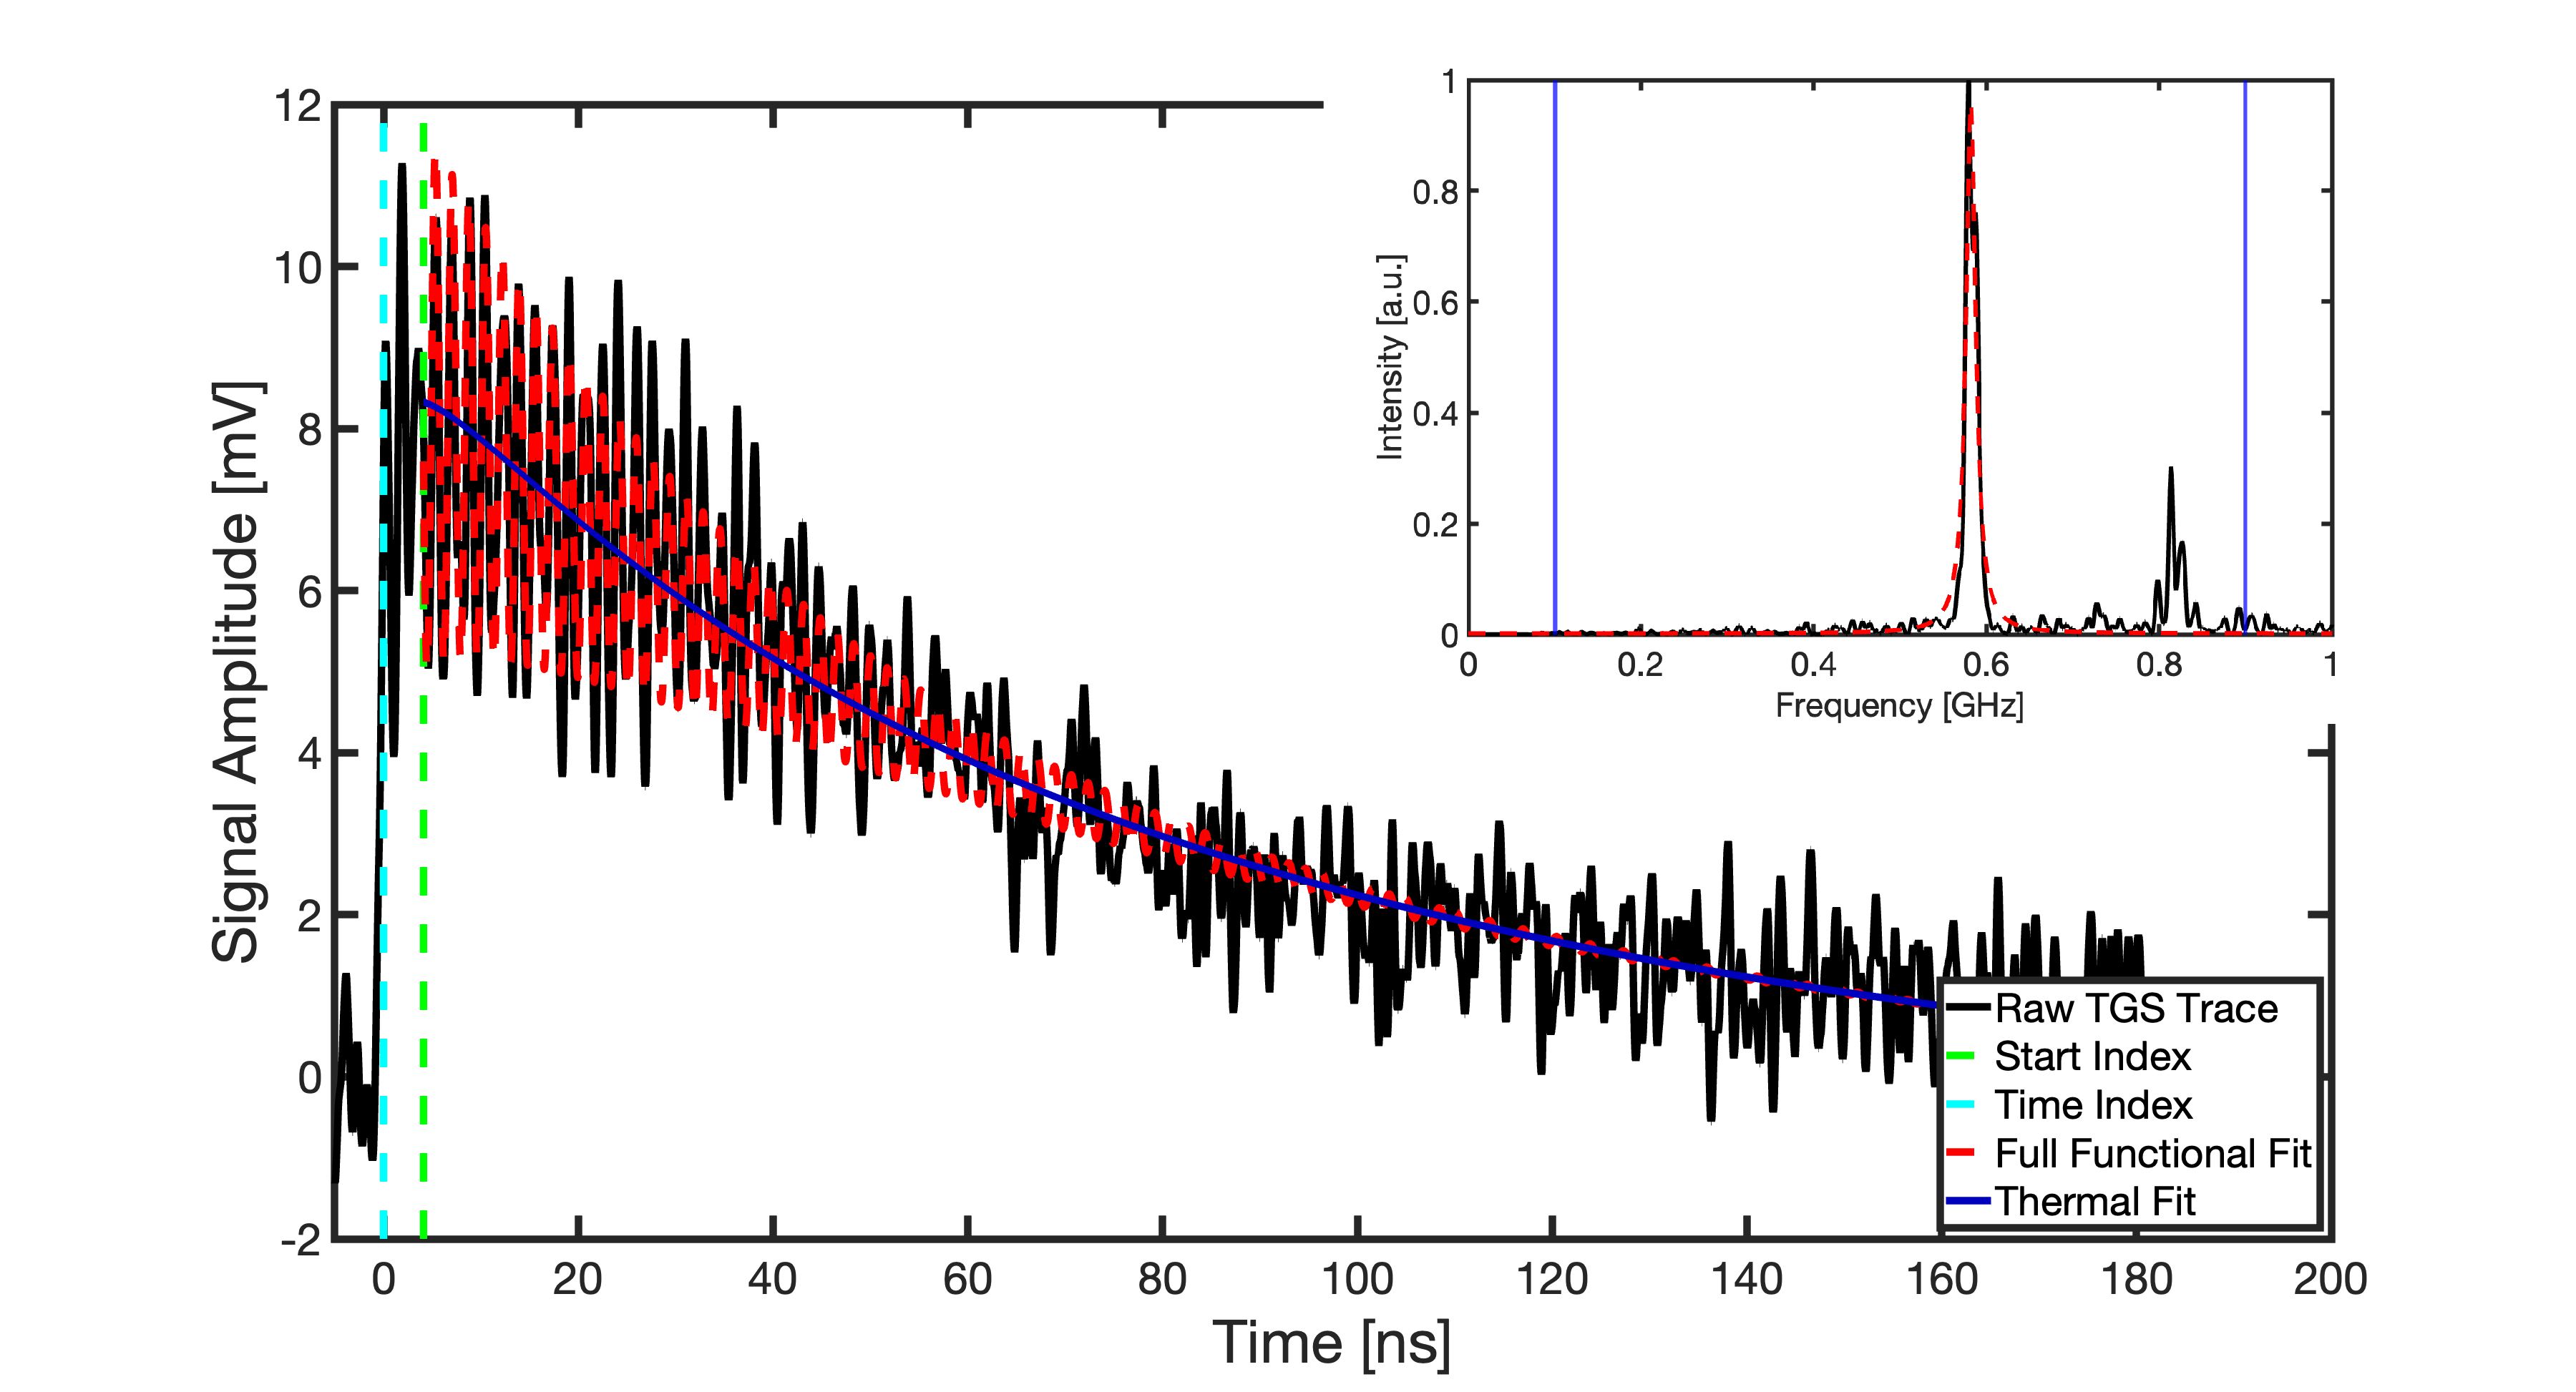 Signal Amplitude [mV]
12
10
8
6
4
2
0
-2
0 20 40 60 80 100 120 140 160 180 200
Time [ns]
Intensity [a.u.]
1
0.8
0.6
0.4
0.2
0
0 0.2 0.4 0.6 0.8 1
Frequency [GHz]
Raw TGS Trace
Start Index
Time Index
Full Functional Fit
Thermal Fit